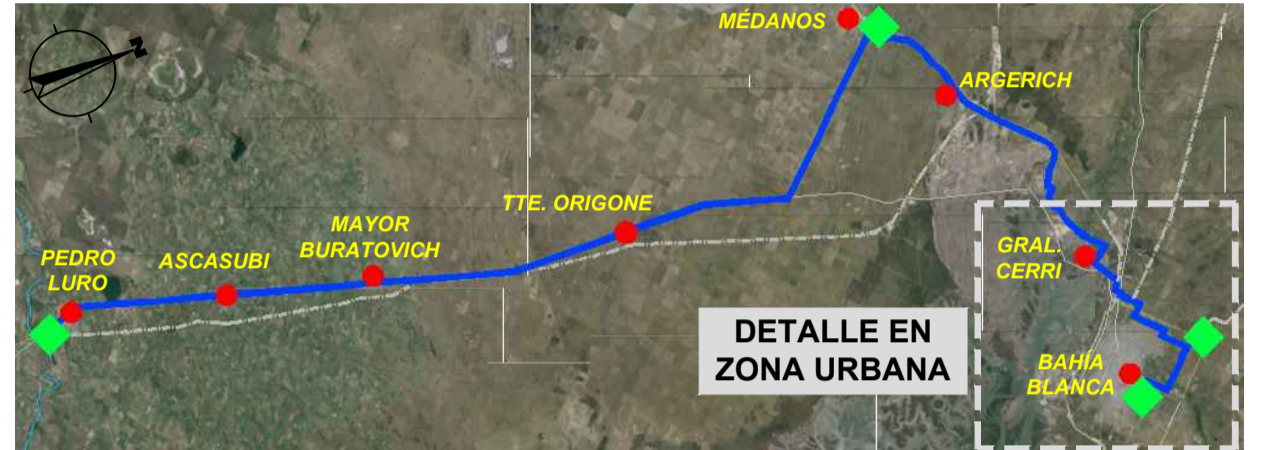 N
MÉDANOS
ARGERICH
TTE. ORIGONE
MAYOR
BURATOVICH
ASCASUBI
PEDRO
LURO
GRAL.
CERRI
DETALLE EN
ZONA URBANA
BAHÍA
BLANCA